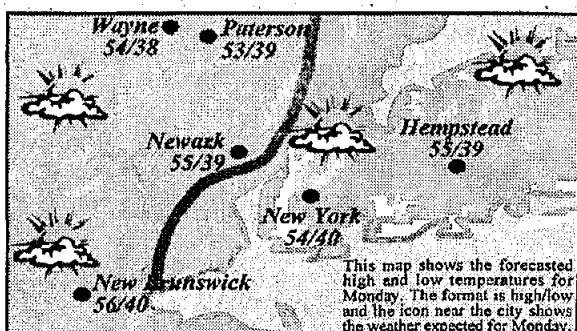 Wayne
54/38
Paterson
53/39
Newark
55/39
Hempstead
55/39
New York
54/40
New Brunswick
56/40
This map shows the forecasted
high and low temperatures for
Monday. The format is high/low
and the icon near the city shows
the weather expected for Monday.